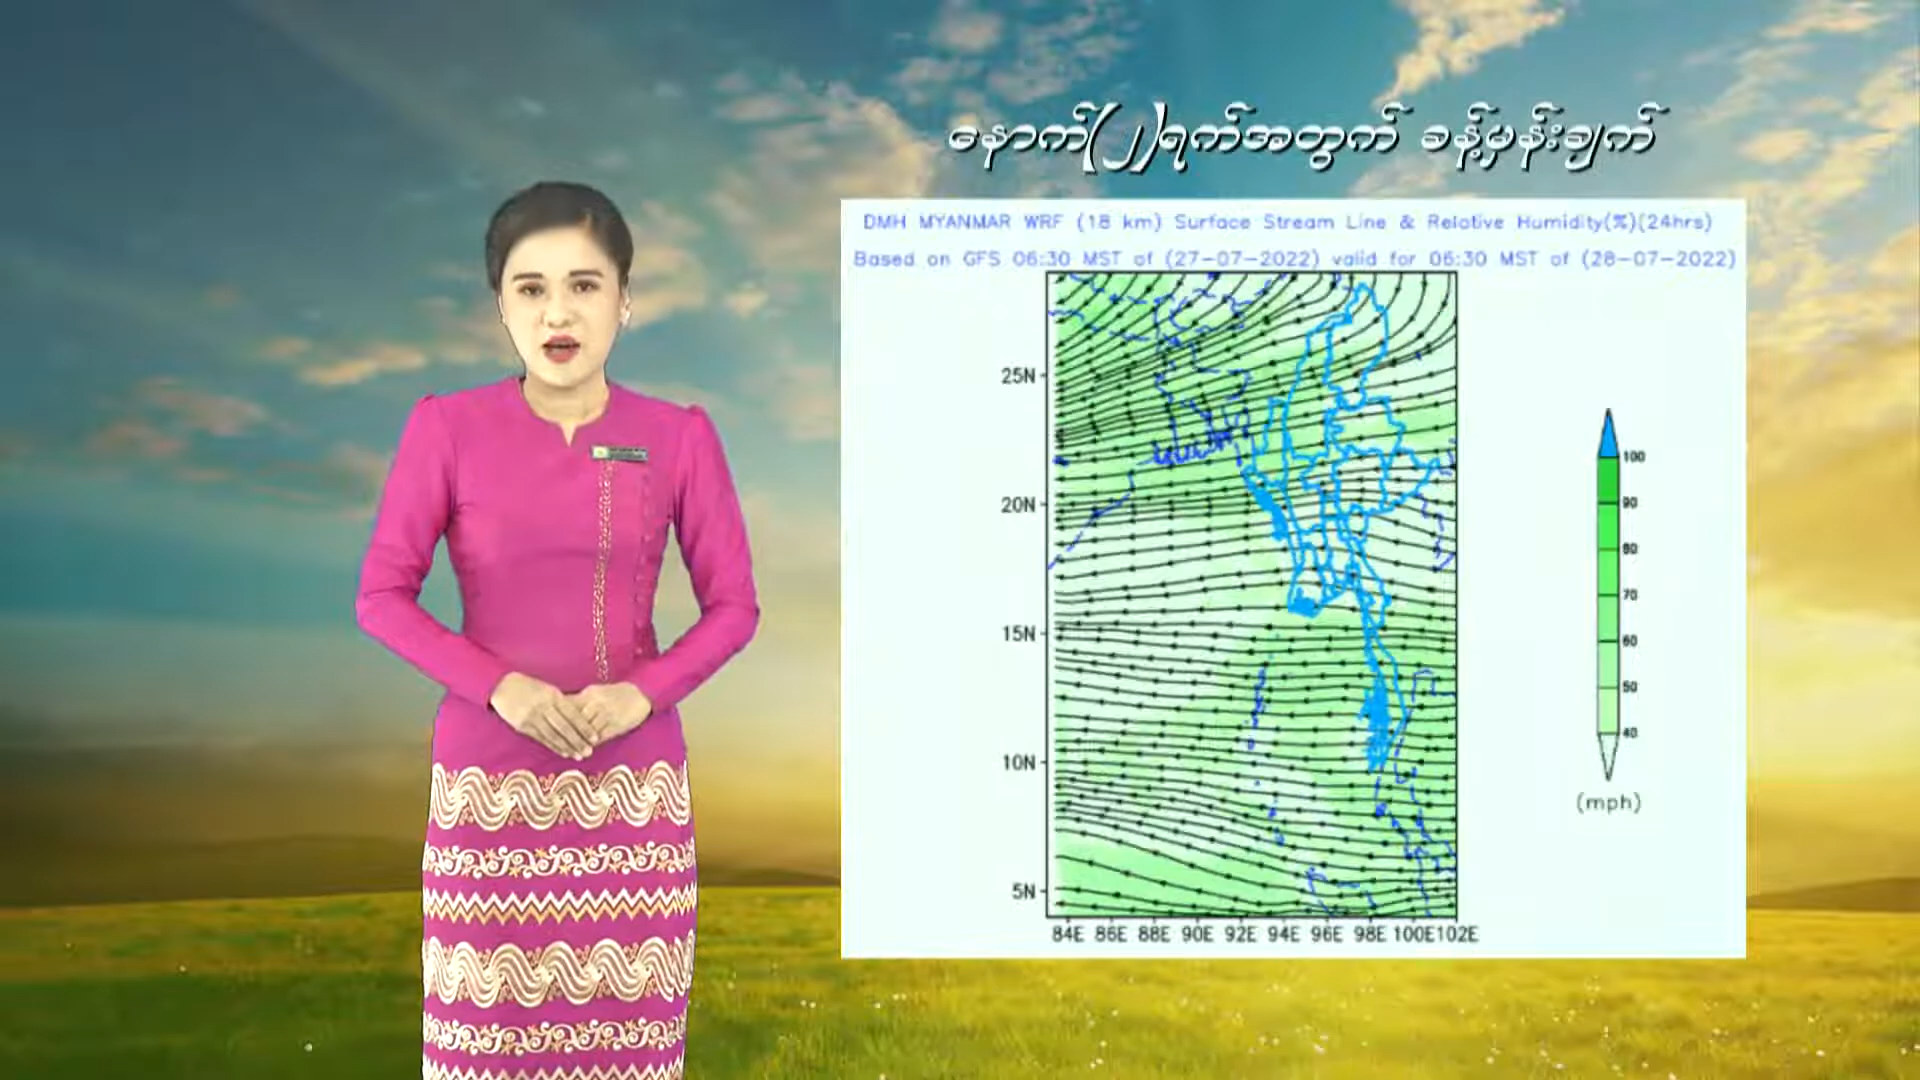 နောက်(၂)ရက်အတွက် ခန့်မှန်းချက်
DMH MYANMAR WRF (18 km) Surface Stream Line & Relative Humidity(%)(24hrs)
Based on GFS 06:30 MST of (27-07-2022) valid for 06:30 MST of (28-07-2022)
25N
20N
15N
10N
5N
84E 86E 88E 90E 92E 94E 96E 98E 100E 102E
100
90
80
70
60
50
40
(mph)